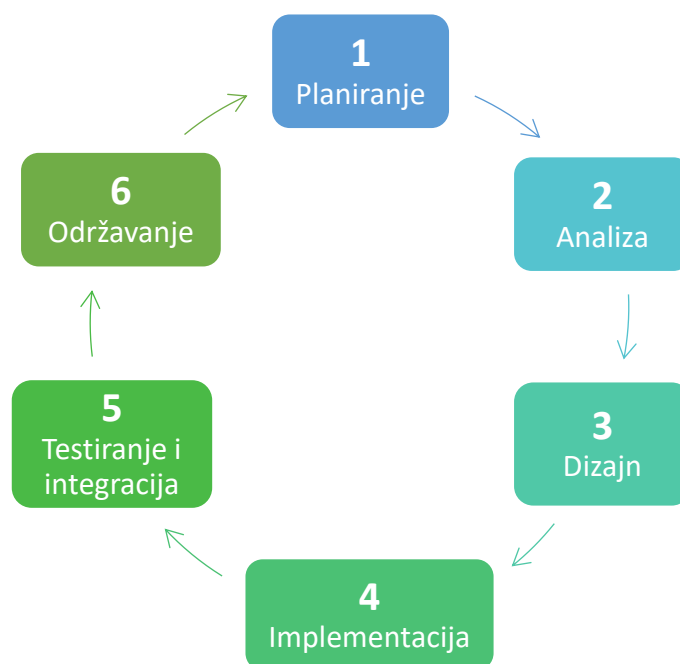 1
Planiranje
2
Analiza
3
Dizajn
4
Implementacija
5
Testiranje i
integracija
6
Održavanje